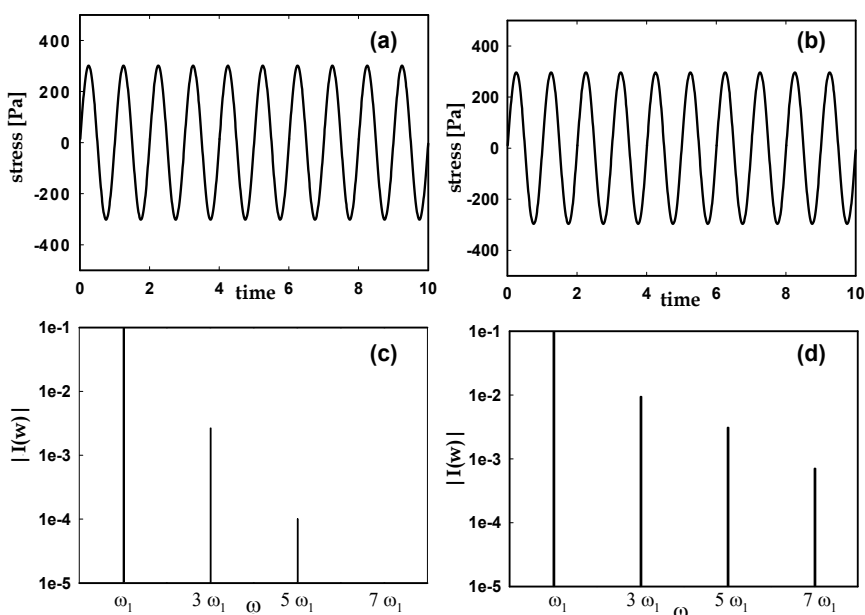 (a)
stress [Pa]
400
200
0
-200
-400
0 2 4 6 8 10
time
(b)
stress [Pa]
400
200
0
-200
-400
0 2 4 6 8 10
time
(c)
| I(w) |
1e-1
1e-2
1e-3
1e-4
1e-5
ω₁ 3 ω₁ ω 5 ω₁ 7 ω₁
(d)
| I(w) |
1e-1
1e-2
1e-3
1e-4
1e-5
ω₁ 3 ω₁ ω 5 ω₁ 7 ω₁